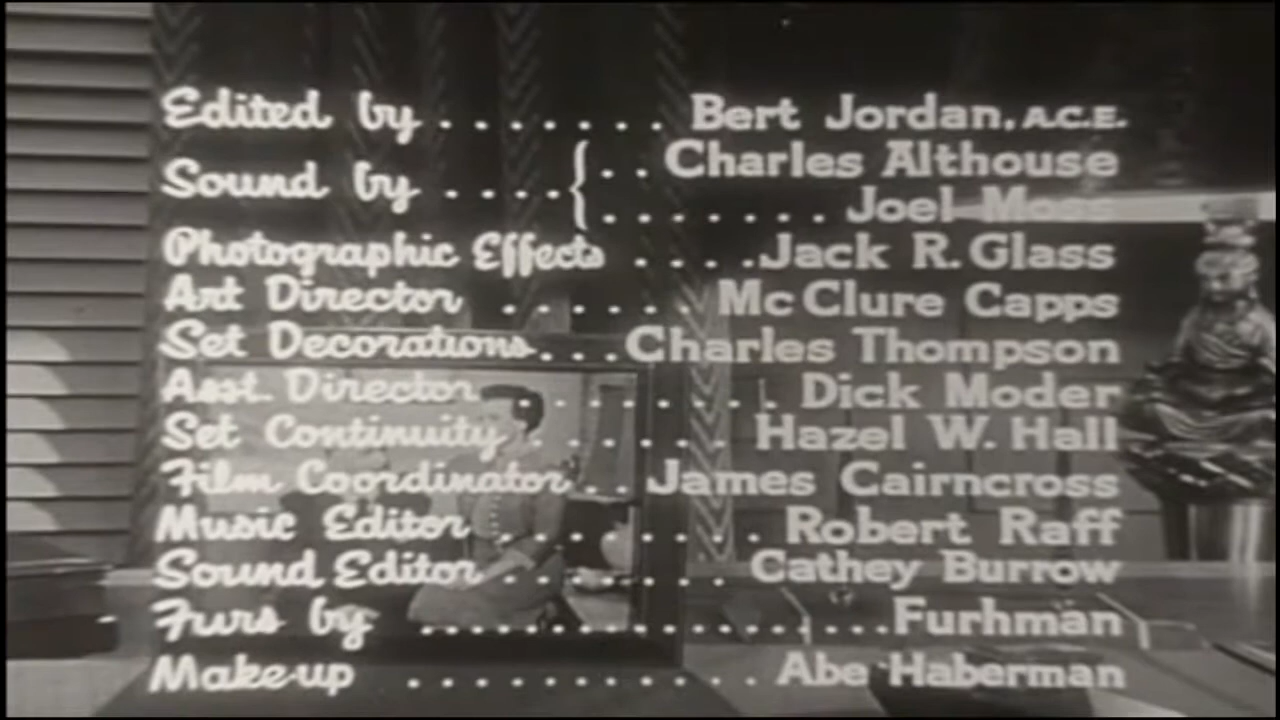 Edited by ....... Bert Jordan, A.C.E.
Sound by ....{.. Charles Althouse
....... Joel Moss
Photographic Effects ....Jack R. Glass
Art Director ..... McClure Capps
Set Decorations...Charles Thompson
Asst. Director....... Dick Moder
Set Continuity ...... Hazel W. Hall
Film Coordinator .. James Cairncross
Music Editor ....... Robert Raff
Sound Editor ...... Cathey Burrow
Furs by ...................Furhman
Make-up ............ Abe Haberman